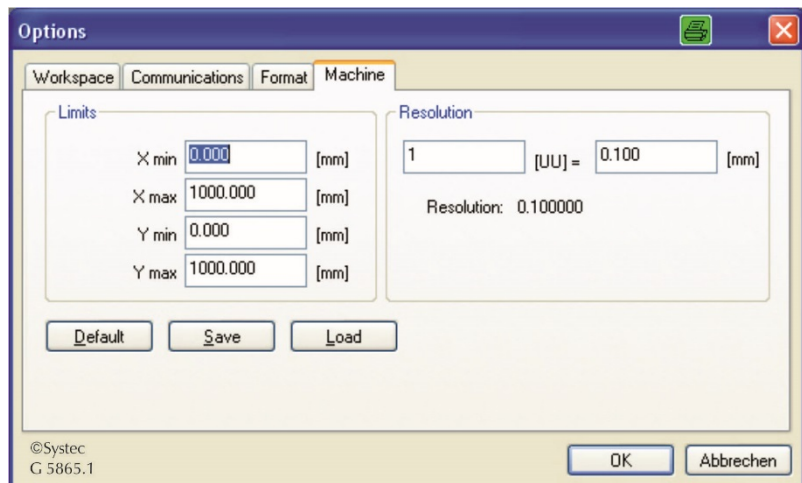 Options
Workspace Communications Format Machine
Limits
X min 0.000 [mm]
X max 1000.000 [mm]
Y min 0.000 [mm]
Y max 1000.000 [mm]
Resolution
1 [UU] = 0.100 [mm]
Resolution: 0.100000
Default Save Load
©Systec
G 5865.1
OK Abbrechen